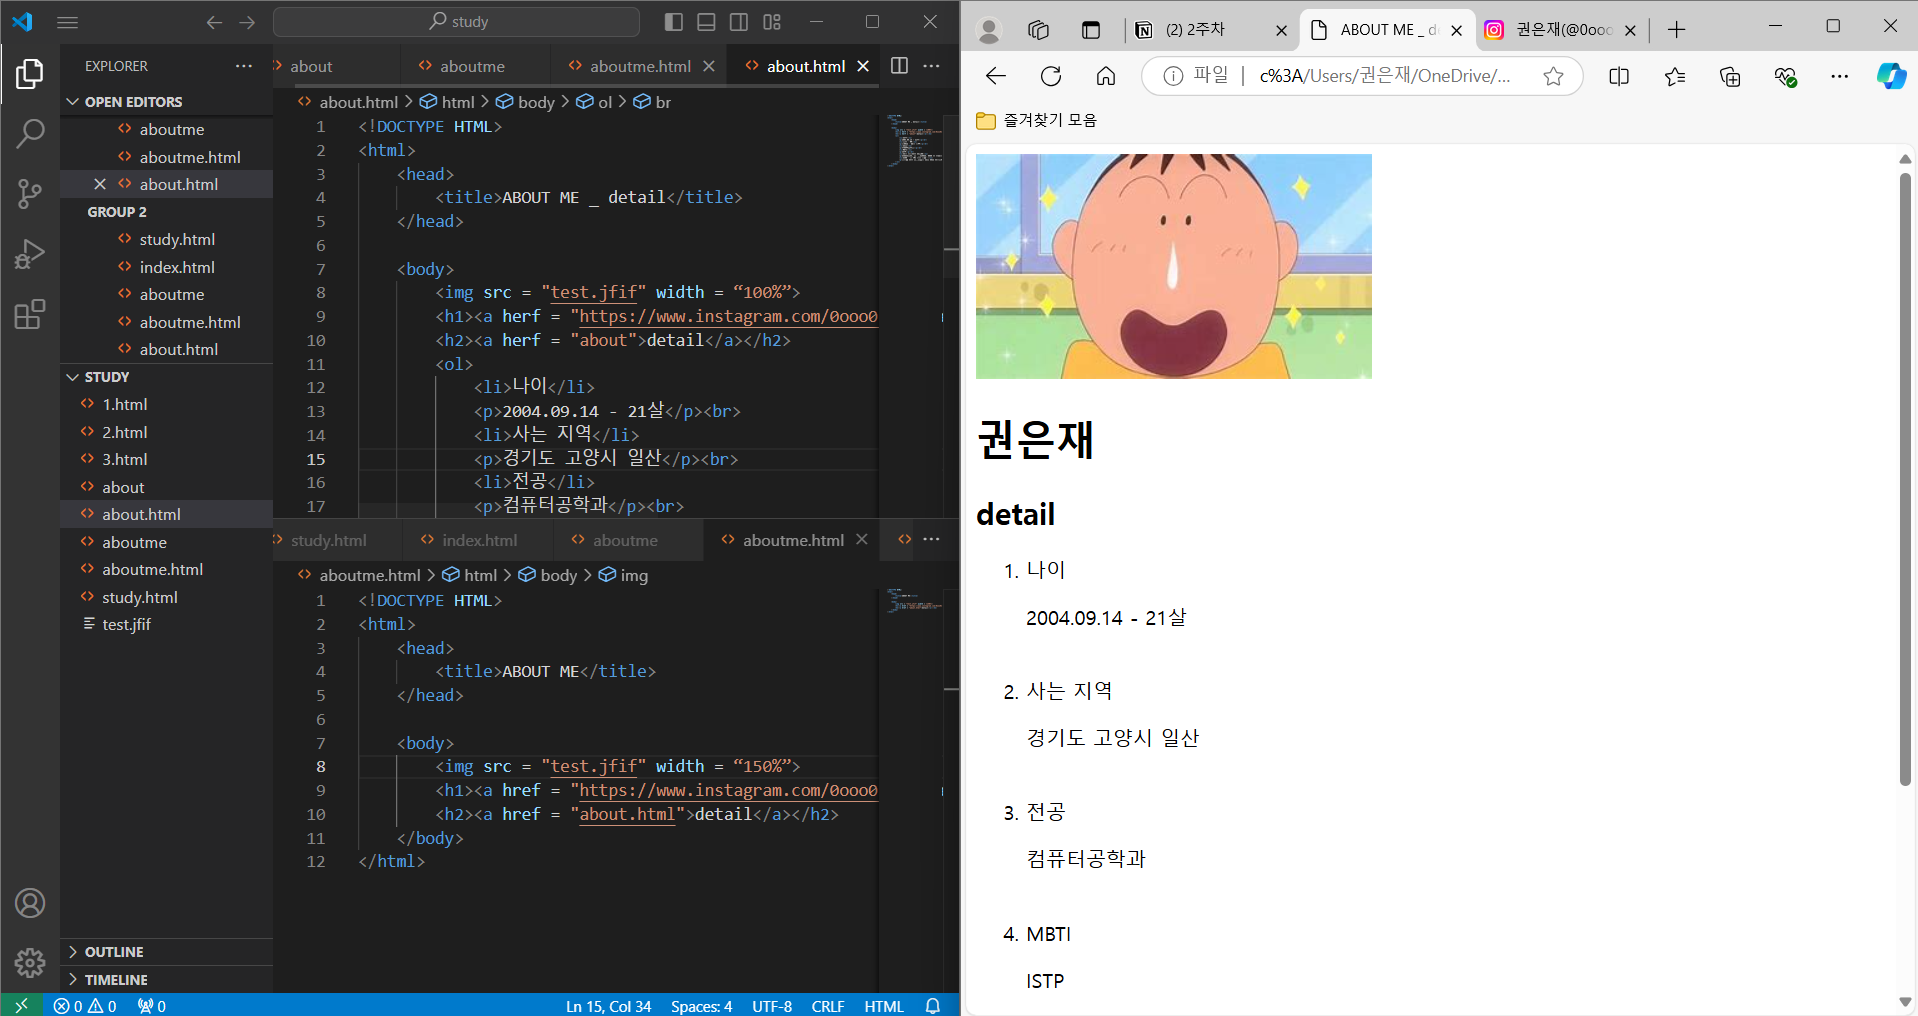 study
EXPLORER
OPEN EDITORS
aboutme
aboutme.html
about.html
GROUP 2
study.html
index.html
aboutme
aboutme.html
about.html
STUDY
1.html
2.html
3.html
about
about.html
aboutme
aboutme.html
study.html
test.jfif
OUTLINE
TIMELINE
about aboutme aboutme.html about.html
about.html > html > body > ol > br
1 <!DOCTYPE HTML>
2 <html>
3 <head>
4 <title>ABOUT ME _ detail</title>
5 </head>
6
7 <body>
8 <img src = "test.jfif" width = “100%”>
9 <h1><a herf = "https://www.instagram.com/0ooo0
10 <h2><a herf = "about">detail</a></h2>
11 <ol>
12 <li>나이</li>
13 <p>2004.09.14 - 21살</p><br>
14 <li>사는 지역</li>
15 <p>경기도 고양시 일산</p><br>
16 <li>전공</li>
17 <p>컴퓨터공학과</p><br>
study.html index.html aboutme aboutme.html
aboutme.html > html > body > img
1 <!DOCTYPE HTML>
2 <html>
3 <head>
4 <title>ABOUT ME</title>
5 </head>
6
7 <body>
8 <img src = "test.jfif" width = “150%”>
9 <h1><a href = "https://www.instagram.com/0ooo0
10 <h2><a href = "about.html">detail</a></h2>
11 </body>
12 </html>
0 0 0 Ln 15, Col 34 Spaces: 4 UTF-8 CRLF HTML
(2) 2주차 ABOUT ME _ d 권은재(@0ooo
파일 | c%3A/Users/권은재/OneDrive/...
즐겨찾기 모음
권은재
detail
1. 나이
2004.09.14 - 21살
2. 사는 지역
경기도 고양시 일산
3. 전공
컴퓨터공학과
4. MBTI
ISTP